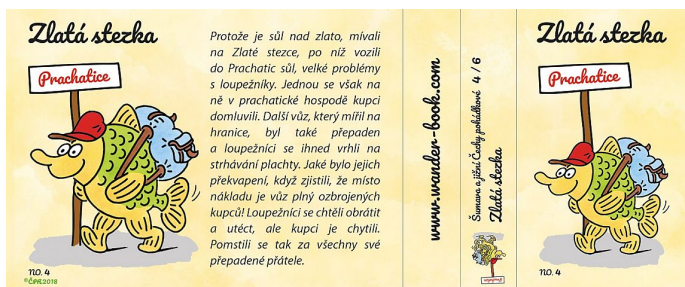 Zlatá stezka
Prachatice
NO. 4
©ČPR2018
Protože je sůl nad zlato, mívali
na Zlaté stezce, po níž vozili
do Prachatic sůl, velké problémy
s loupežníky. Jednou se však na
ně v prachatické hospodě kupci
domluvili. Další vůz, který mířil na
hranice, byl také přepaden
a loupežníci se ihned vrhli na
strhávání plachty. Jaké bylo jejich
překvapení, když zjistili, že místo
nákladu je vůz plný ozbrojených
kupců! Loupežníci se chtěli obrátit
a utéct, ale kupci je chytili.
Pomstili se tak za všechny své
přepadené přátele.
www.wander-book.com
Šumava a jižní Čechy pohádkové 4 / 6
Zlatá stezka
Prachatice
Zlatá stezka
Prachatice
NO. 4